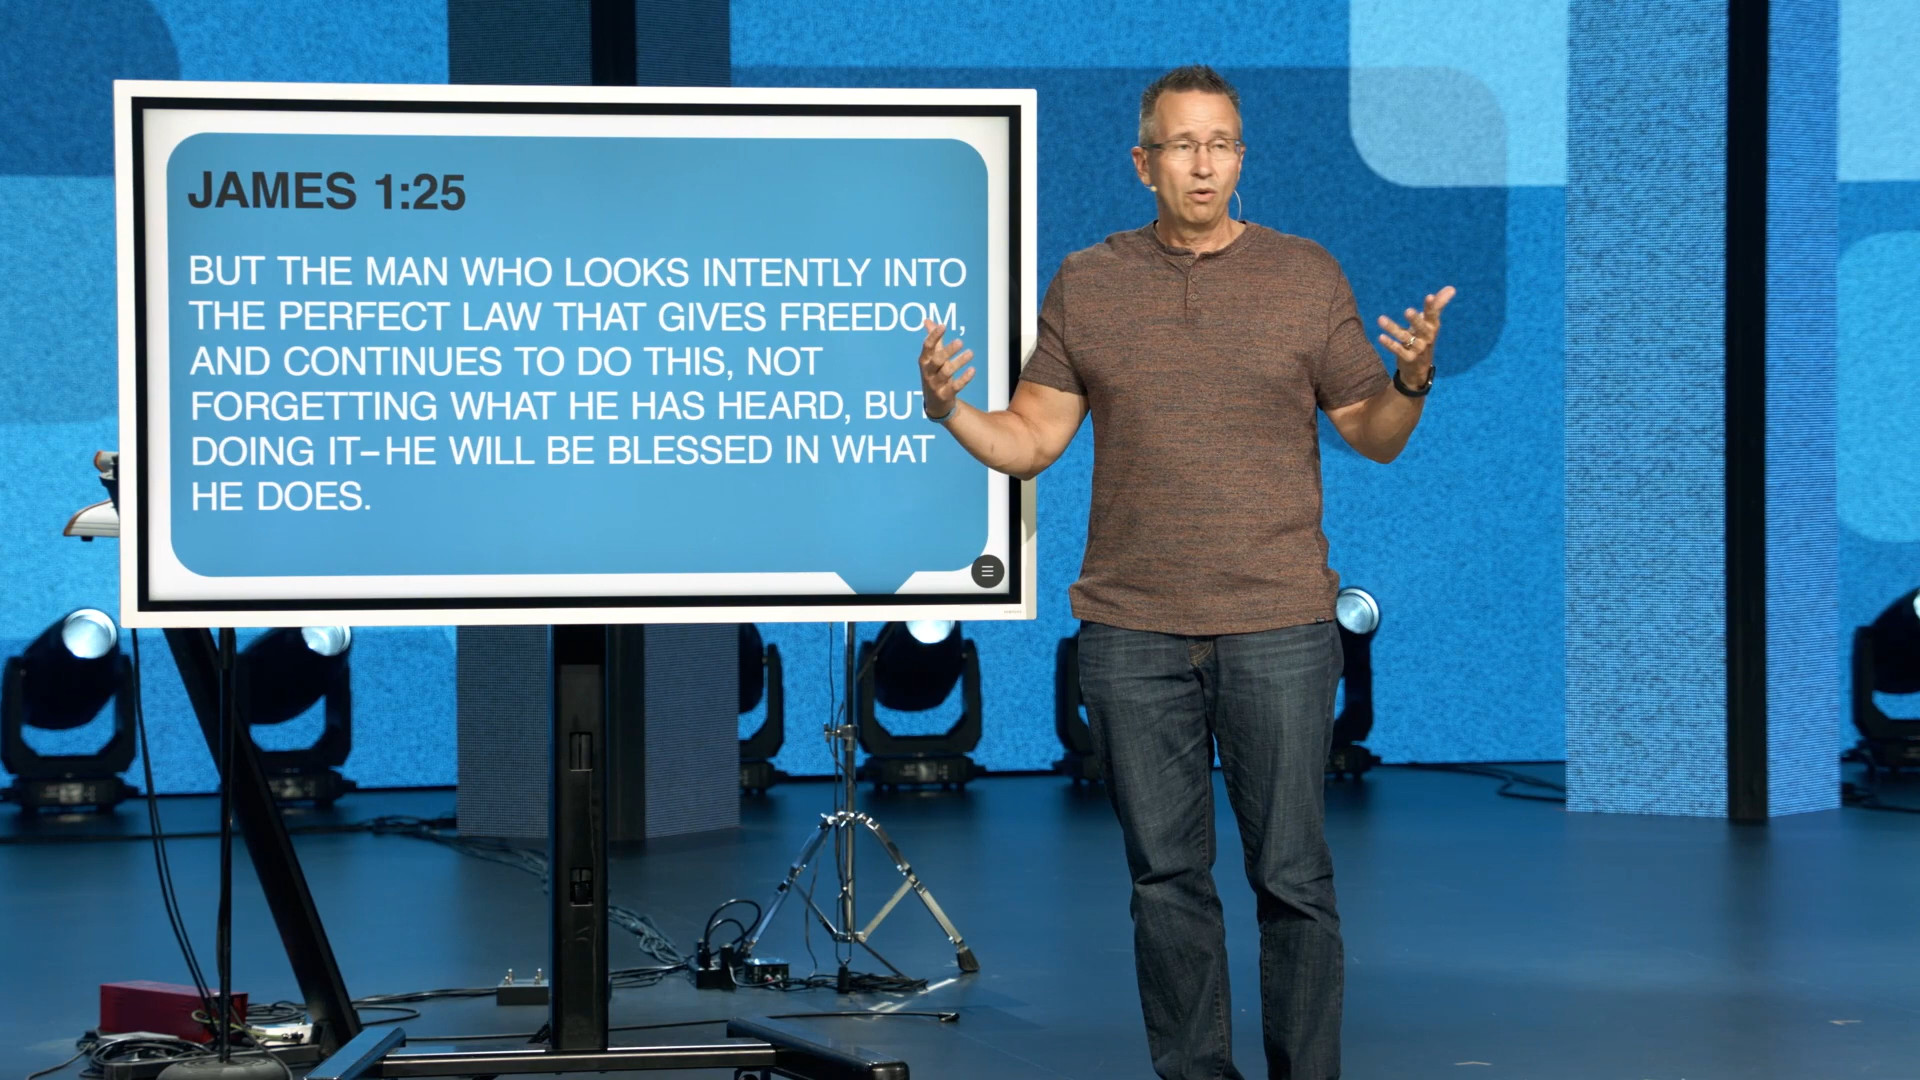 JAMES 1:25
BUT THE MAN WHO LOOKS INTENTLY INTO
THE PERFECT LAW THAT GIVES FREEDOM,
AND CONTINUES TO DO THIS, NOT
FORGETTING WHAT HE HAS HEARD, BUT
DOING IT–HE WILL BE BLESSED IN WHAT
HE DOES.